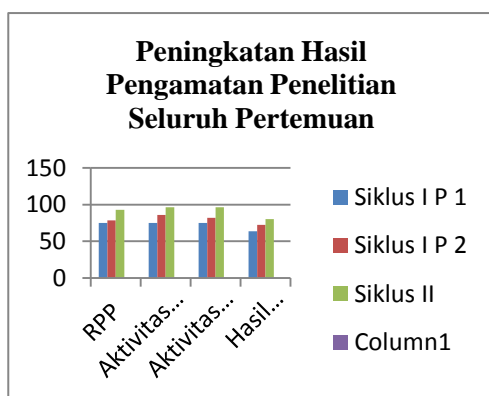 Peningkatan Hasil
Pengamatan Penelitian
Seluruh Pertemuan
150
100
50
0
RPP
Aktivitas...
Aktivitas...
Hasil...
Siklus I P 1
Siklus I P 2
Siklus II
Column1